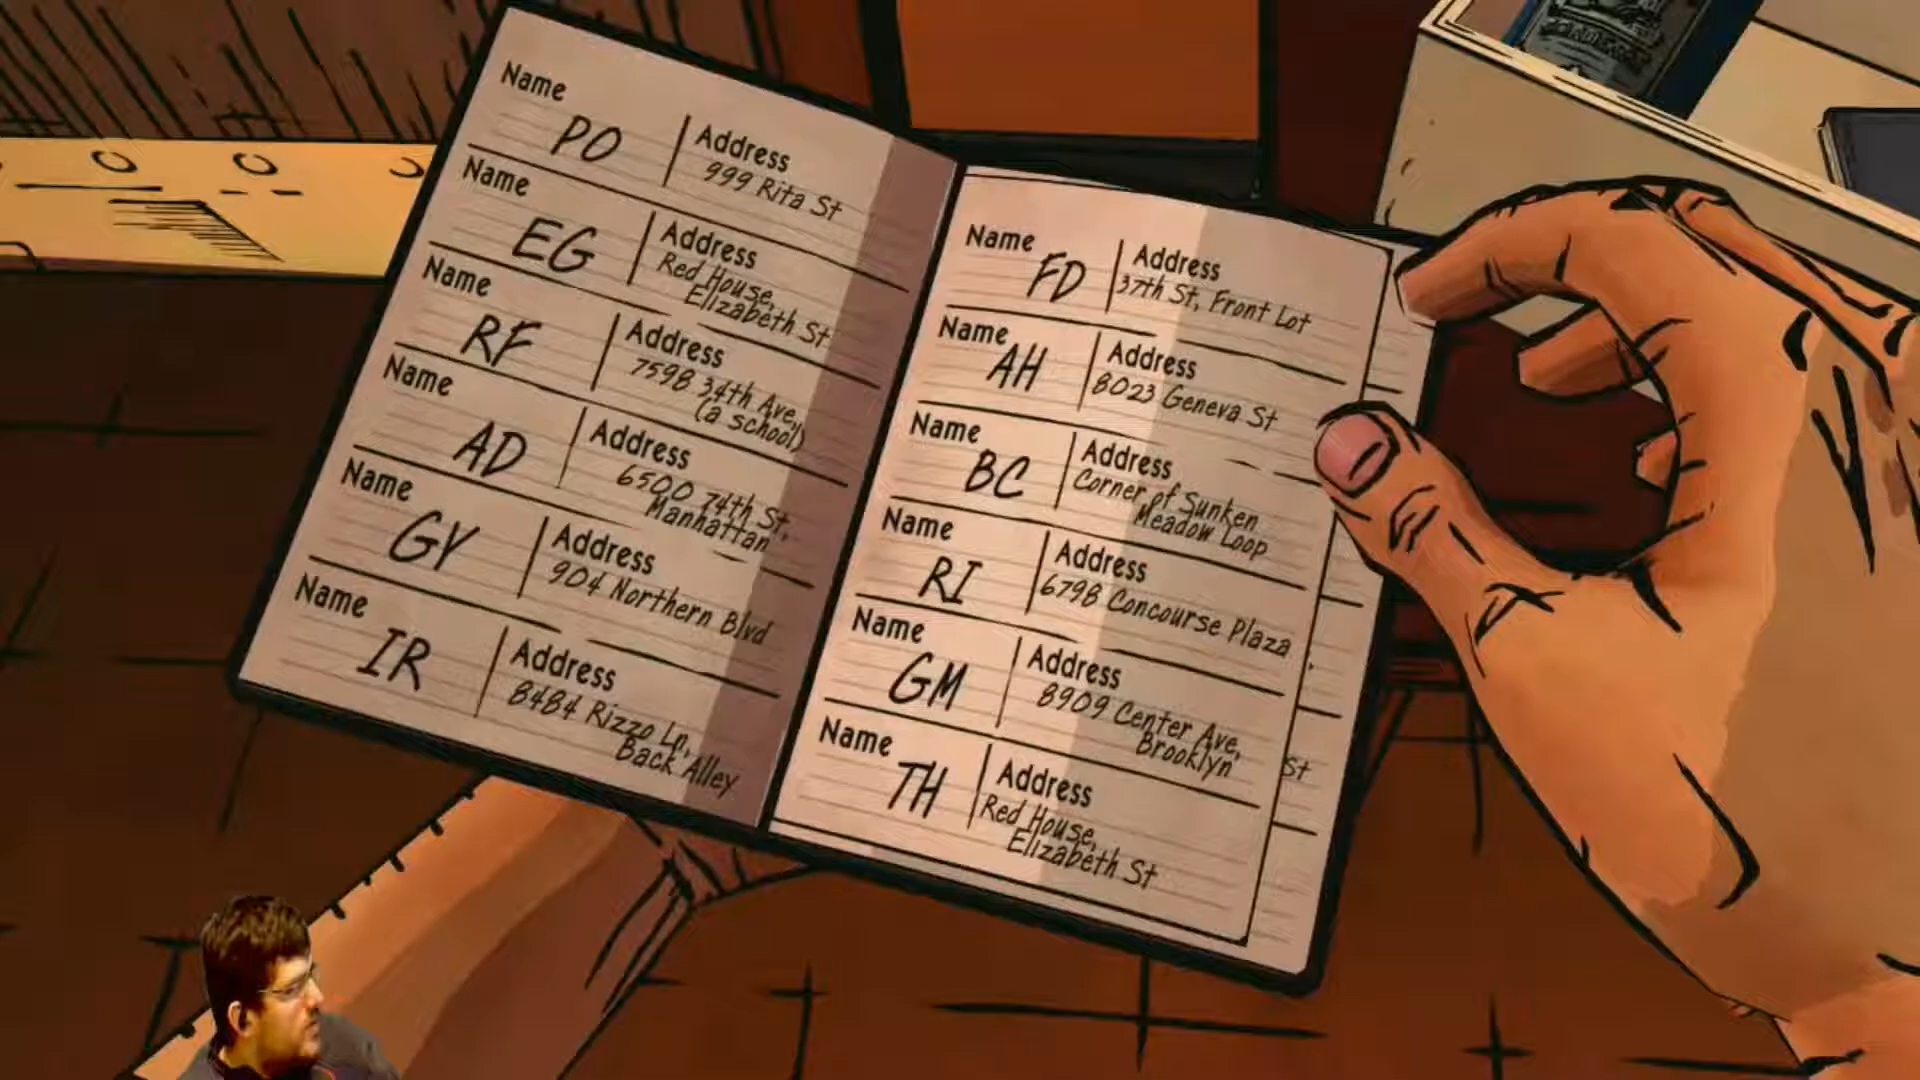 Name
PO
Address
999 Rita St
Name
EG
Address
Red House,
Elizabeth St
Name
RF
Address
7598 34th Ave,
(a school)
Name
AD
Address
6500 74th St,
Manhattan
Name
GY
Address
904 Northern Blvd
Name
IR
Address
8484 Rizzo Ln,
Back Alley
Name
FD
Address
37th St, Front Lot
Name
AH
Address
8023 Geneva St
Name
BC
Address
Corner of Sunken
Meadow Loop
Name
RI
Address
6798 Concourse Plaza
Name
GM
Address
8909 Center Ave,
Brooklyn
Name
TH
Address
Red House,
Elizabeth St
St